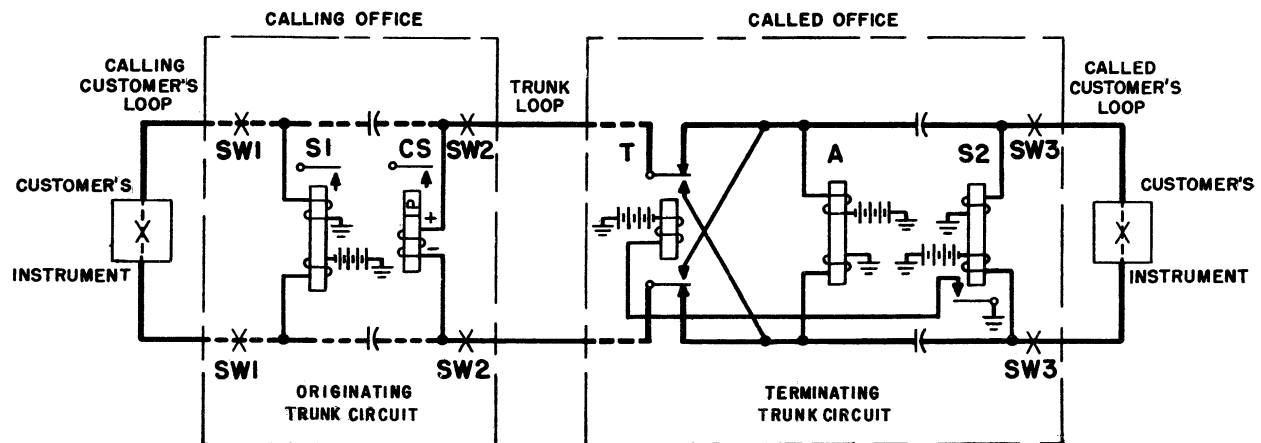 CALLING OFFICE
CALLED OFFICE
CALLING
CUSTOMER'S
LOOP
TRUNK
LOOP
CALLED
CUSTOMER'S
LOOP
SW1
S1
CS
SW2
T
A
S2
SW3
P
+
-
CUSTOMER'S
INSTRUMENT
CUSTOMER'S
INSTRUMENT
SW1
SW2
SW3
ORIGINATING
TRUNK CIRCUIT
TERMINATING
TRUNK CIRCUIT